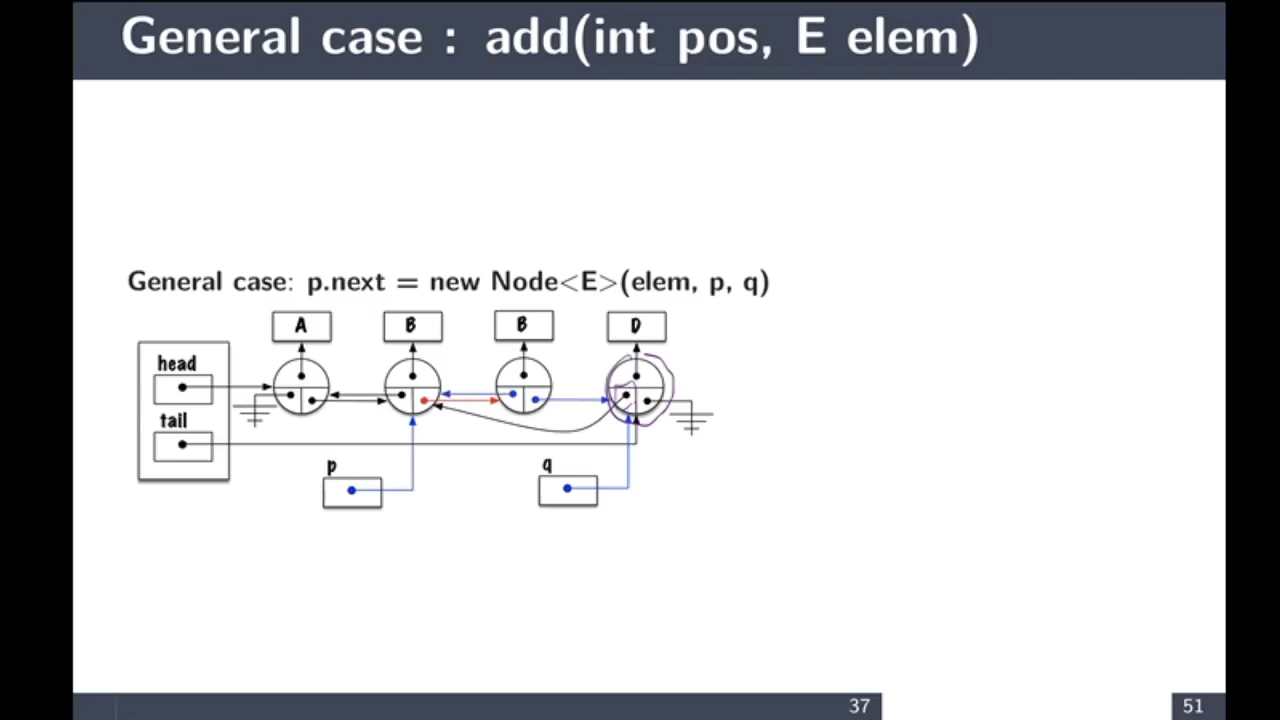 General case : add(int pos, E elem)
General case: p.next = new Node<E>(elem, p, q)
A B B D
head
tail
p q
37 51